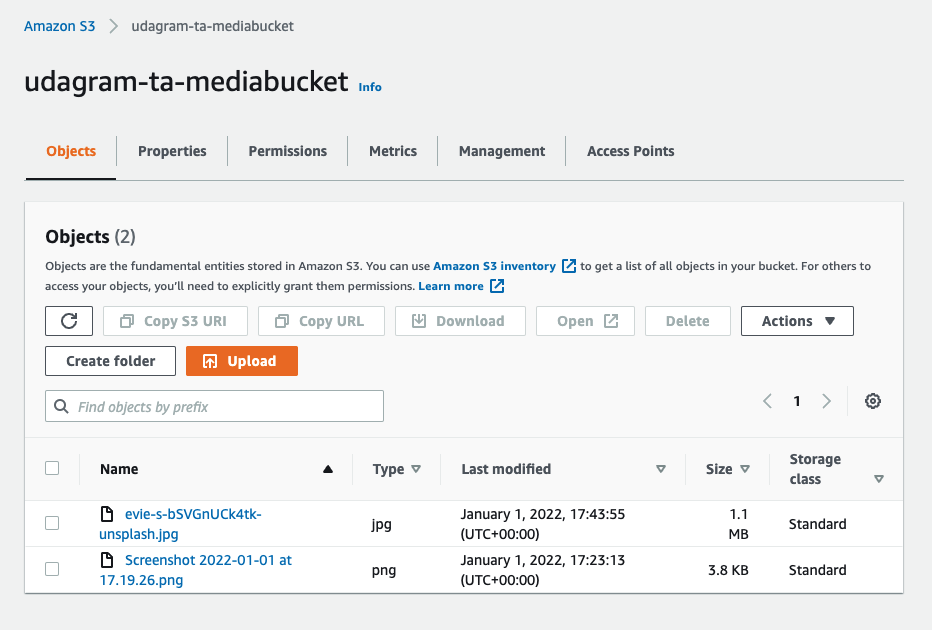 Amazon S3 > udagram-ta-mediabucket
udagram-ta-mediabucket Info
Objects Properties Permissions Metrics Management Access Points
Objects (2)
Objects are the fundamental entities stored in Amazon S3. You can use Amazon S3 inventory to get a list of all objects in your bucket. For others to
access your objects, you'll need to explicitly grant them permissions. Learn more
Copy S3 URI Copy URL Download Open Delete Actions
Create folder Upload
Find objects by prefix 1
Name Type Last modified Size Storage
class
evie-s-bSVGnUCk4tk- jpg January 1, 2022, 17:43:55 1.1 Standard
unsplash.jpg (UTC+00:00) MB
Screenshot 2022-01-01 at png January 1, 2022, 17:23:13 3.8 KB Standard
17.19.26.png (UTC+00:00)